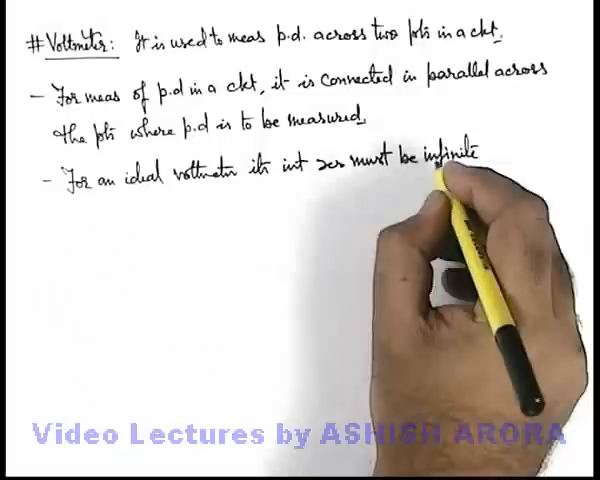 # Voltmeter: It is used to meas p.d. across two pots in a ckt.
- For meas of p.d in a ckt, it is connected in parallel across
the pots where p.d is to be measured.
- For an ideal voltmeter its int res must be infinite
Video Lectures by ASHISH ARORA